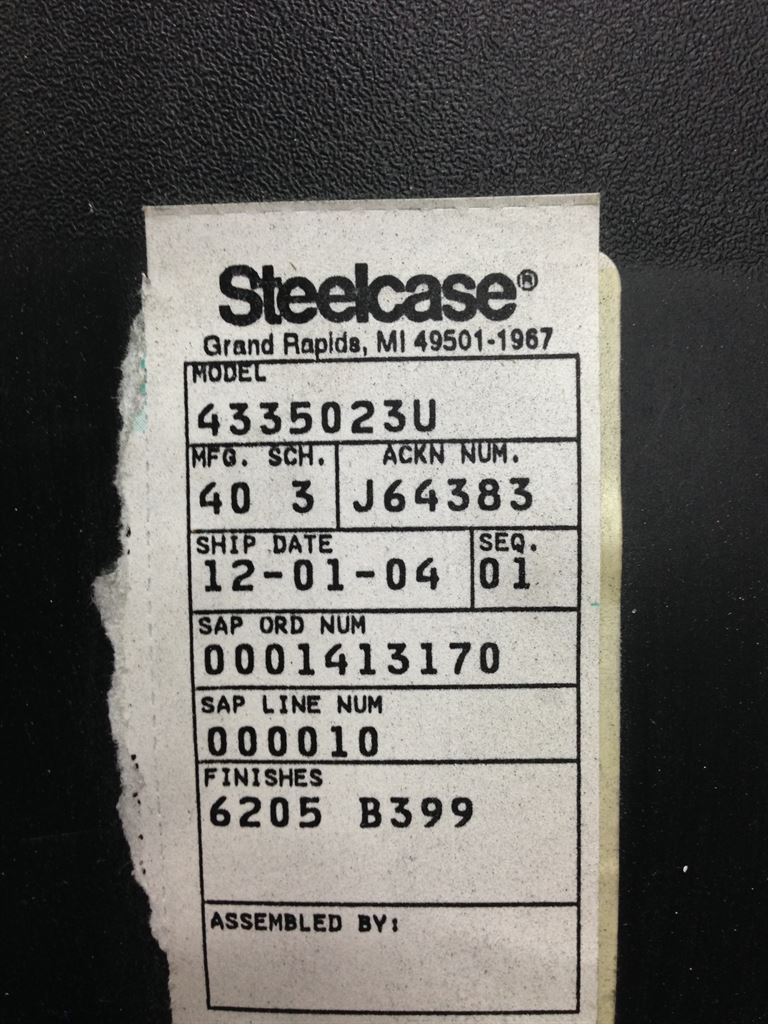 Steelcase®
Grand Rapids, MI 49501-1967
MODEL
4335023U
MFG. SCH. ACKN NUM.
40 3 J64383
SHIP DATE SEQ.
12-01-04 01
SAP ORD NUM
0001413170
SAP LINE NUM
000010
FINISHES
6205 B399
ASSEMBLED BY: